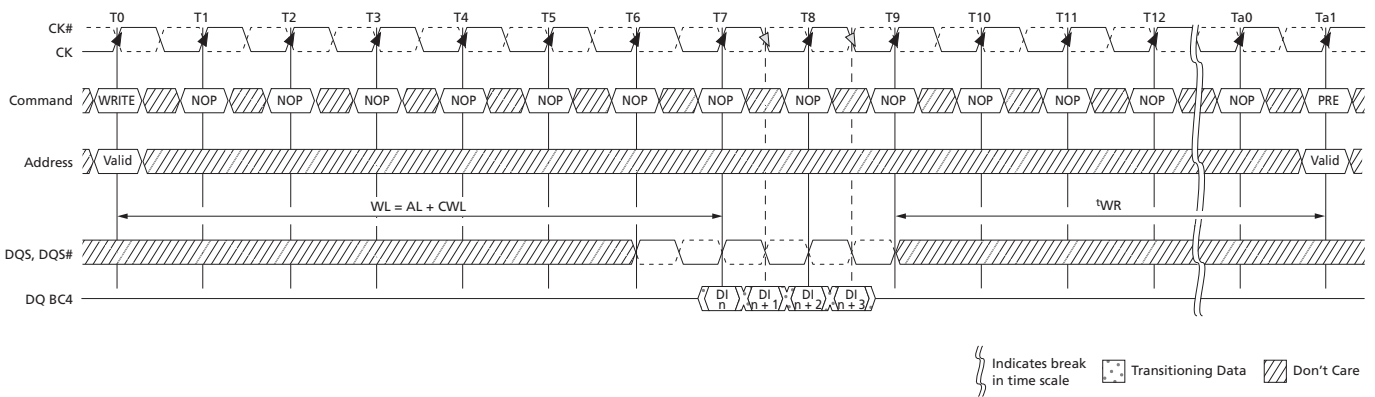 T0 T1 T2 T3 T4 T5 T6 T7 T8 T9 T10 T11 T12 Ta0 Ta1
CK#
CK
Command WRITE NOP NOP NOP NOP NOP NOP NOP NOP NOP NOP NOP NOP NOP PRE
Address Valid Valid
WL = AL + CWL tWR
DQS, DQS#
DQ BC4 DI n DI n + 1 DI n + 2 DI n + 3
Indicates break in time scale Transitioning Data Don't Care